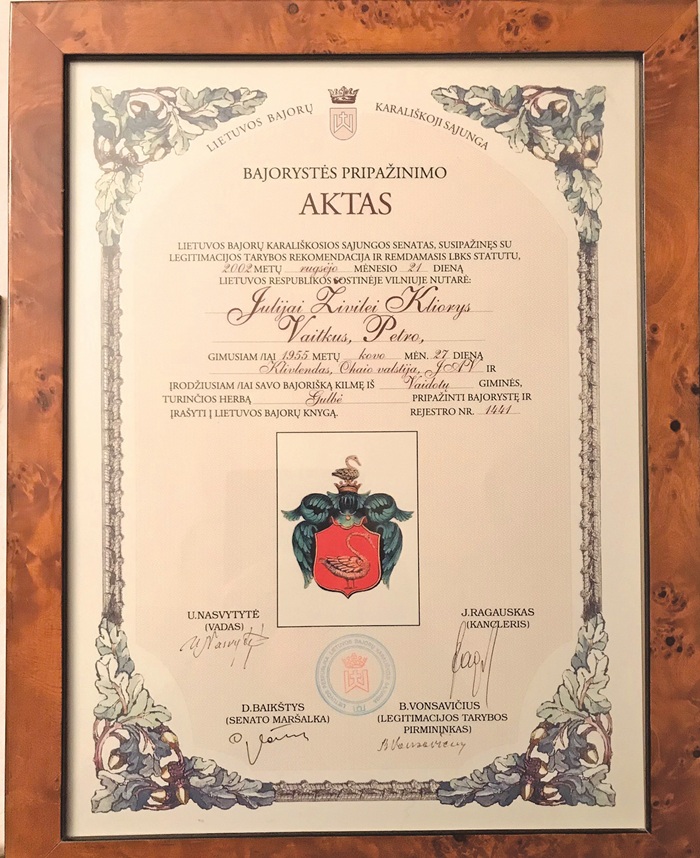 LIETUVOS BAJORŲ KARALIŠKOJI SĄJUNGA
BAJORYSTĖS PRIPAŽINIMO
AKTAS
LIETUVOS BAJORŲ KARALIŠKOSIOS SĄJUNGOS SENATAS, SUSIPAŽINĘS SU
LEGITIMACIJOS TARYBOS REKOMENDACIJA IR REMDAMASIS LBKS STATUTU,
2002 METŲ rugsėjo MĖNESIO 21 DIENĄ
LIETUVOS RESPUBLIKOS SOSTINĖJE VILNIUJE NUTARĖ:
Julijai Živilei Kliorys
Vaitkus, Petro,
GIMUSIAM /IAI 1955 METŲ kovo MĖN. 27 DIENĄ
Klivlendas, Ohaio valstija, JAV IR
ĮRODŽIUSIAM /IAI SAVO BAJORIŠKĄ KILMĘ IŠ Vaidotų GIMINĖS,
TURINČIOS HERBĄ Gulbė PRIPAŽINTI BAJORYSTĘ IR
ĮRAŠYTI Į LIETUVOS BAJORŲ KNYGĄ. REJESTRO NR. 1441
U.NASVYTYTĖ
(VADAS)
J.RAGAUSKAS
(KANCLERIS)
D.BAIKŠTYS
(SENATO MARŠALKA)
B.VONSAVIČIUS
(LEGITIMACIJOS TARYBOS
PIRMININKAS)